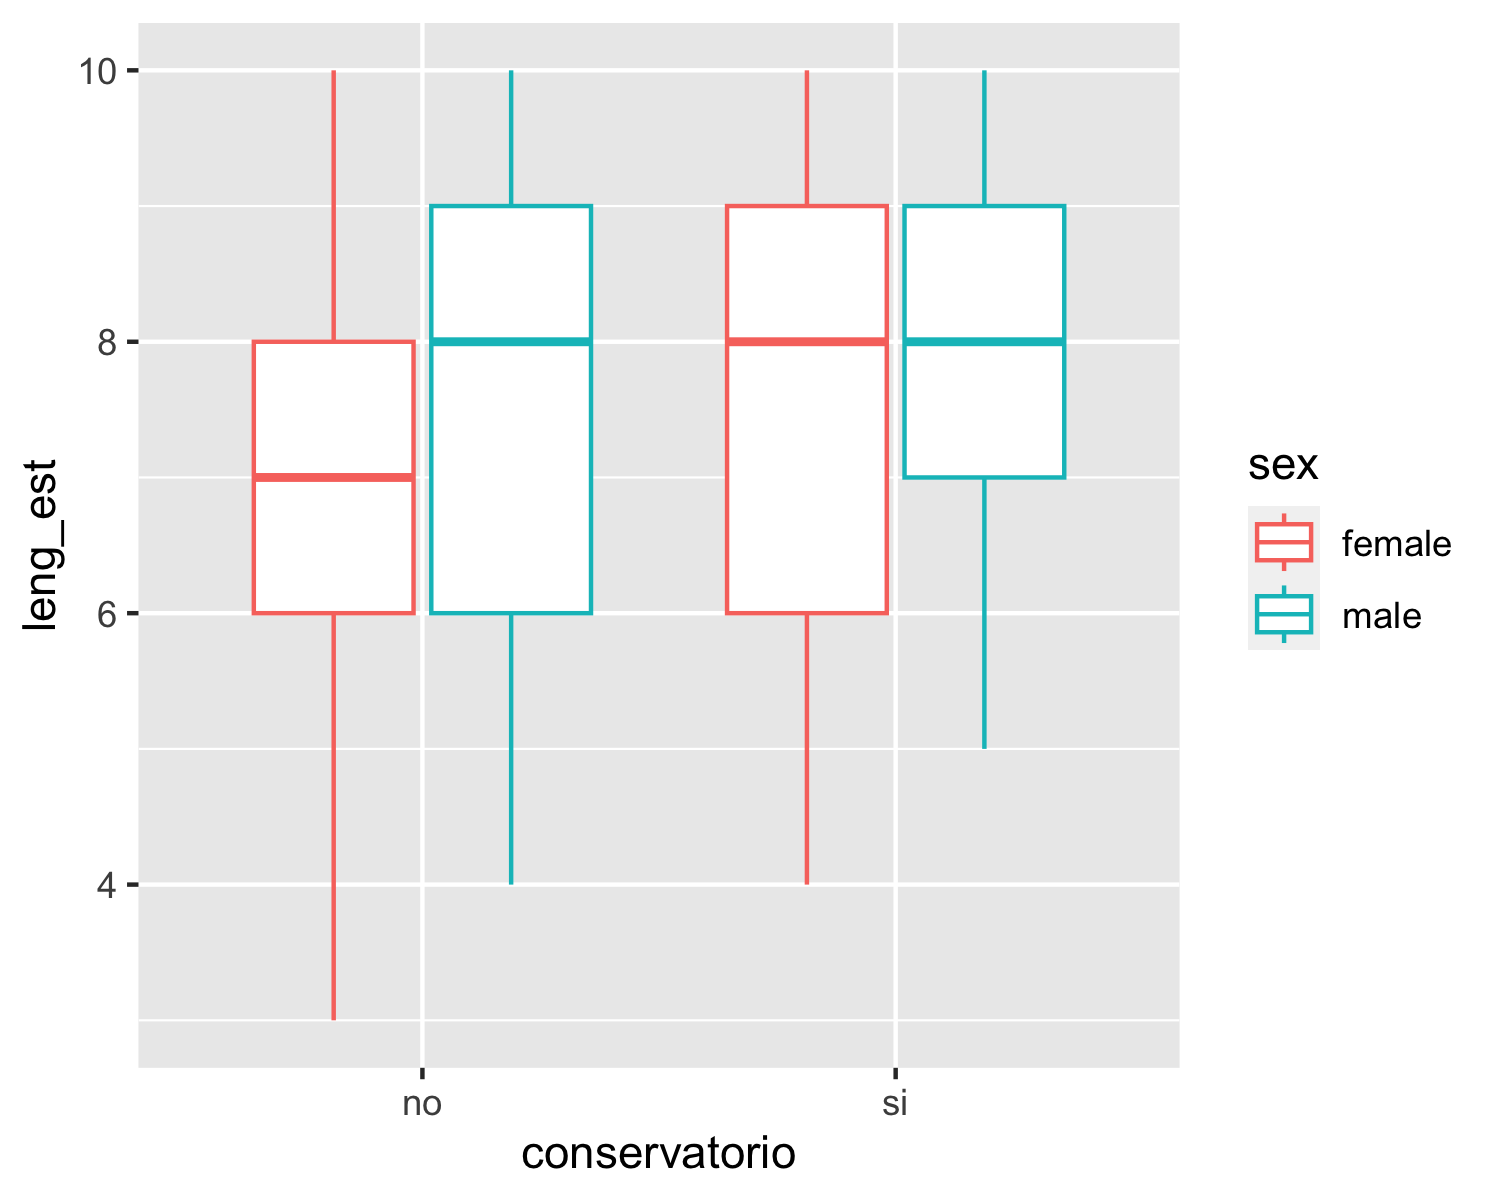 10
8
6
4
leng_est
no
si
conservatorio
sex
female
male